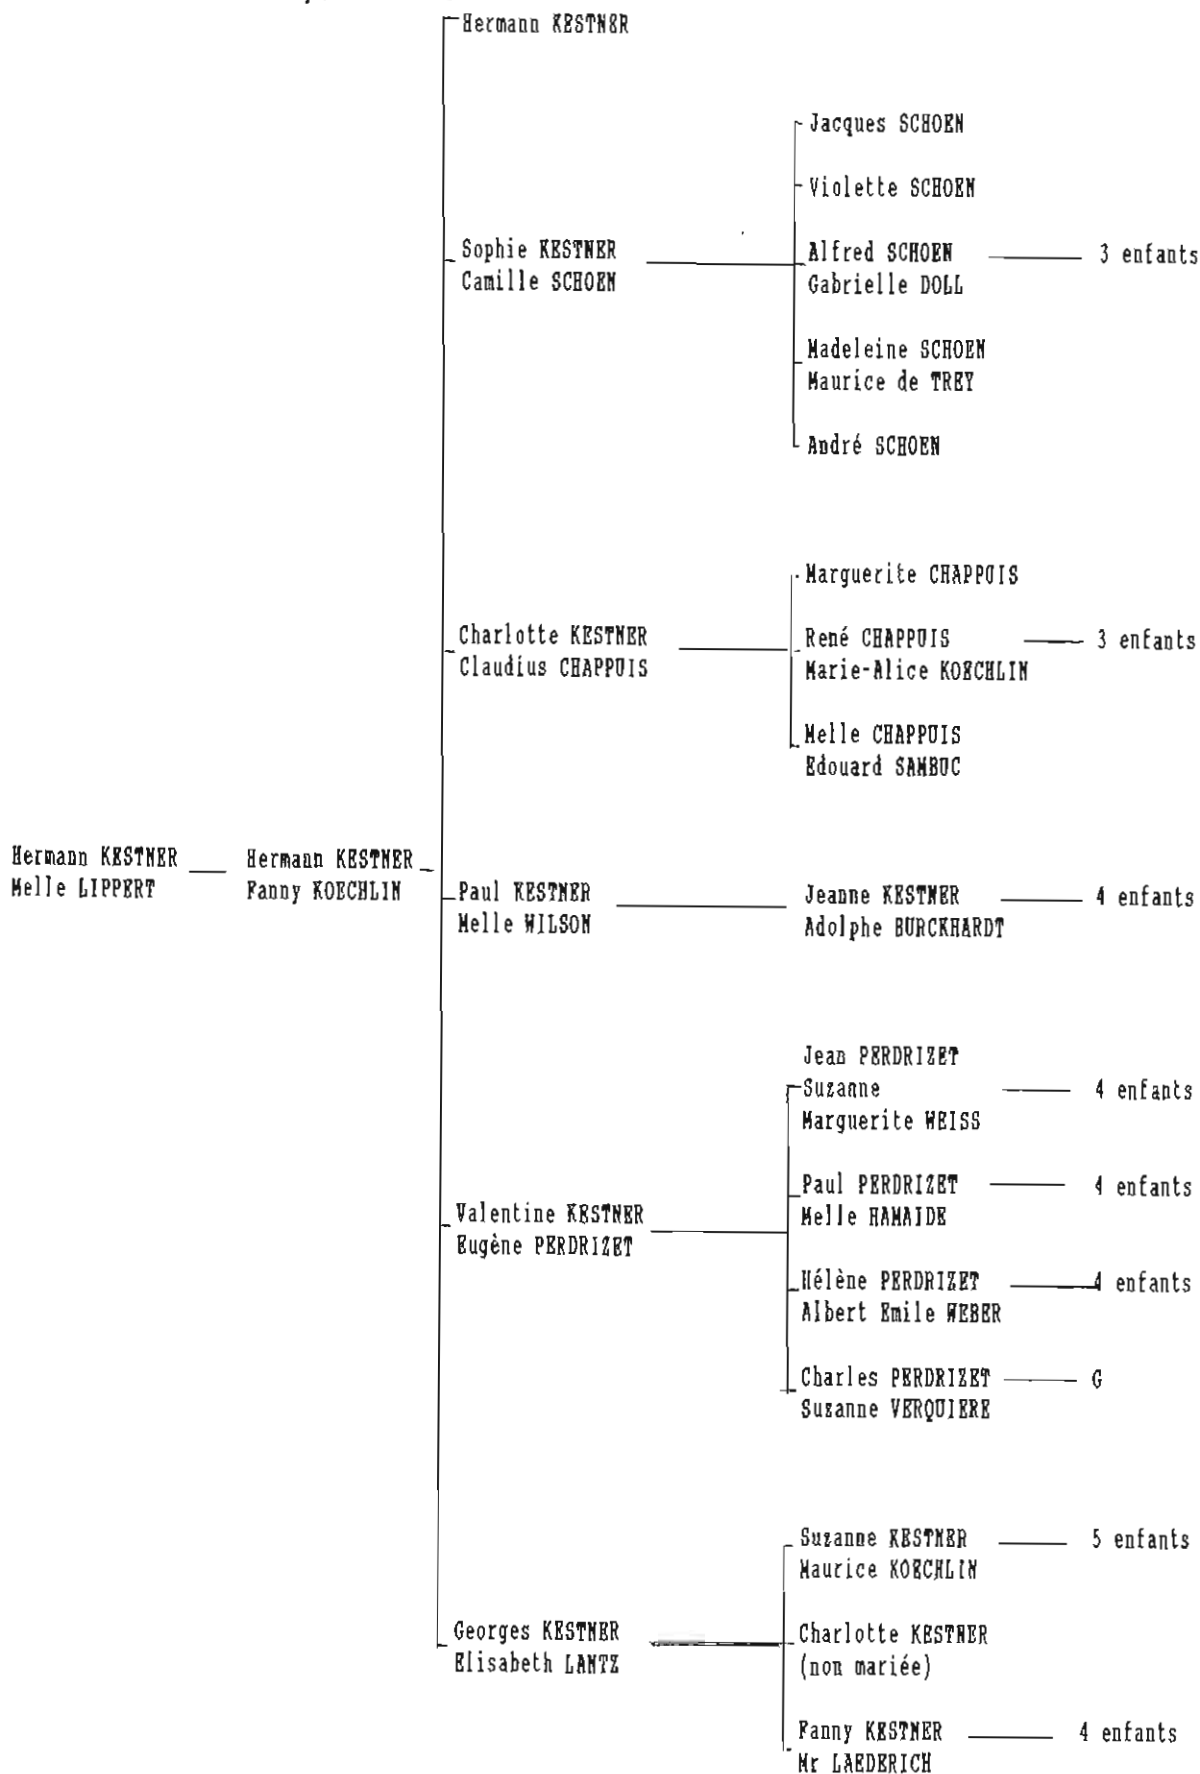 Hermann KESTNER
Jacques SCHOEN
Violette SCHOEN
Sophie KESTNER
Camille SCHOEN
Alfred SCHOEN
Gabrielle DOLL
3 enfants
Madeleine SCHOEN
Maurice de TREY
André SCHOEN
Marguerite CHAPPUIS
Charlotte KESTNER
Claudius CHAPPUIS
René CHAPPUIS
Marie-Alice KOECHLIN
3 enfants
Melle CHAPPUIS
Edouard SAMBUC
Hermann KESTNER
Melle LIPPERT
Hermann KESTNER
Fanny KOECHLIN
Paul KESTNER
Melle WILSON
Jeanne KESTNER
Adolphe BURCKHARDT
4 enfants
Jean PERDRIZET
Suzanne
Marguerite WEISS
4 enfants
Paul PERDRIZET
Melle HAMAIDE
4 enfants
Valentine KESTNER
Eugène PERDRIZET
Hélène PERDRIZET
Albert Emile WEBER
4 enfants
Charles PERDRIZET
Suzanne VERQUIERE
G
Suzanne KESTNER
Maurice KOECHLIN
5 enfants
Georges KESTNER
Elisabeth LANTZ
Charlotte KESTNER
(non mariée)
Fanny KESTNER
Mr LAEDERICH
4 enfants